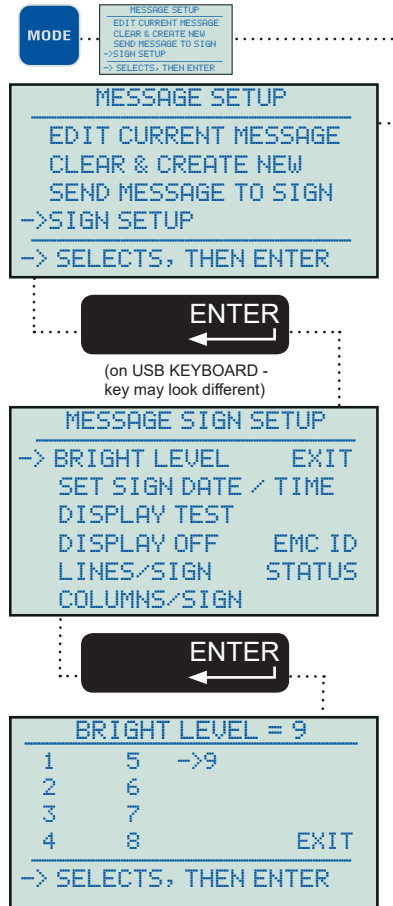 MODE
MESSAGE SETUP
EDIT CURRENT MESSAGE
CLEAR & CREATE NEW
SEND MESSAGE TO SIGN
->SIGN SETUP
-> SELECTS, THEN ENTER
MESSAGE SETUP
EDIT CURRENT MESSAGE
CLEAR & CREATE NEW
SEND MESSAGE TO SIGN
->SIGN SETUP
-> SELECTS, THEN ENTER
ENTER
(on USB KEYBOARD -
key may look different)
MESSAGE SIGN SETUP
-> BRIGHT LEVEL EXIT
SET SIGN DATE / TIME
DISPLAY TEST
DISPLAY OFF EMC ID
LINES/SIGN STATUS
COLUMNS/SIGN
ENTER
BRIGHT LEVEL = 9
1 5 ->9
2 6
3 7
4 8 EXIT
-> SELECTS, THEN ENTER